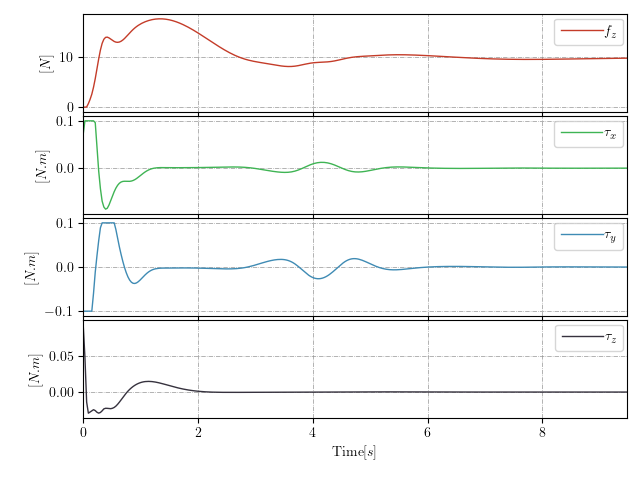 f_z
10
0
[N]
τ_x
0.1
0.0
[N.m]
τ_y
0.1
0.0
−0.1
[N.m]
τ_z
0.05
0.00
[N.m]
0 2 4 6 8
Time[s]